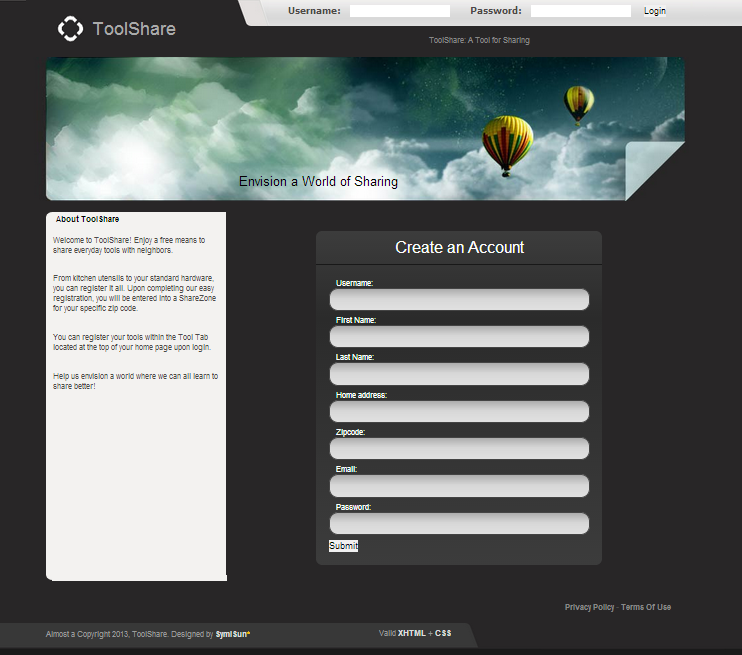 Username: Password: Login
ToolShare
ToolShare: A Tool for Sharing
Envision a World of Sharing
About ToolShare
Welcome to ToolShare! Enjoy a free means to
share everyday tools with neighbors.
From kitchen utensils to your standard hardware,
you can register it all. Upon completing our easy
registration, you will be entered into a ShareZone
for your specific zip code.
You can register your tools within the Tool Tab
located at the top of your home page upon login.
Help us envision a world where we can all learn to
share better!
Create an Account
Username:
First Name:
Last Name:
Home address:
Zipcode:
Email:
Password:
Submit
Privacy Policy - Terms Of Use
Almost a Copyright 2013, ToolShare. Designed by SymiSun* Valid XHTML + CSS